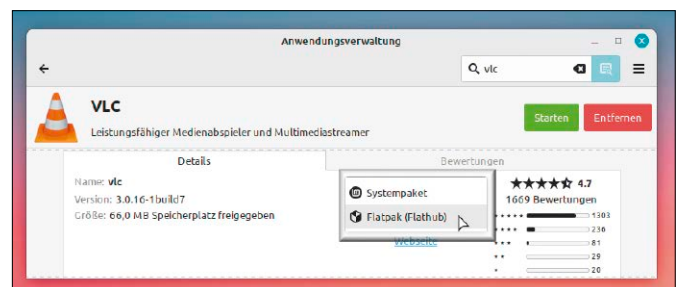 Anwendungsverwaltung
vlc
VLC
Leistungsfähiger Medienabspieler und Multimediastreamer
Starten
Entfernen
Details
Bewertungen
Name: vlc
Version: 3.0.16-1build7
Größe: 66,0 MB Speicherplatz freigegeben
Systempaket
Flatpak (Flathub)
Webseite
★★★★☆ 4.7
1669 Bewertungen
1303
236
81
29
20